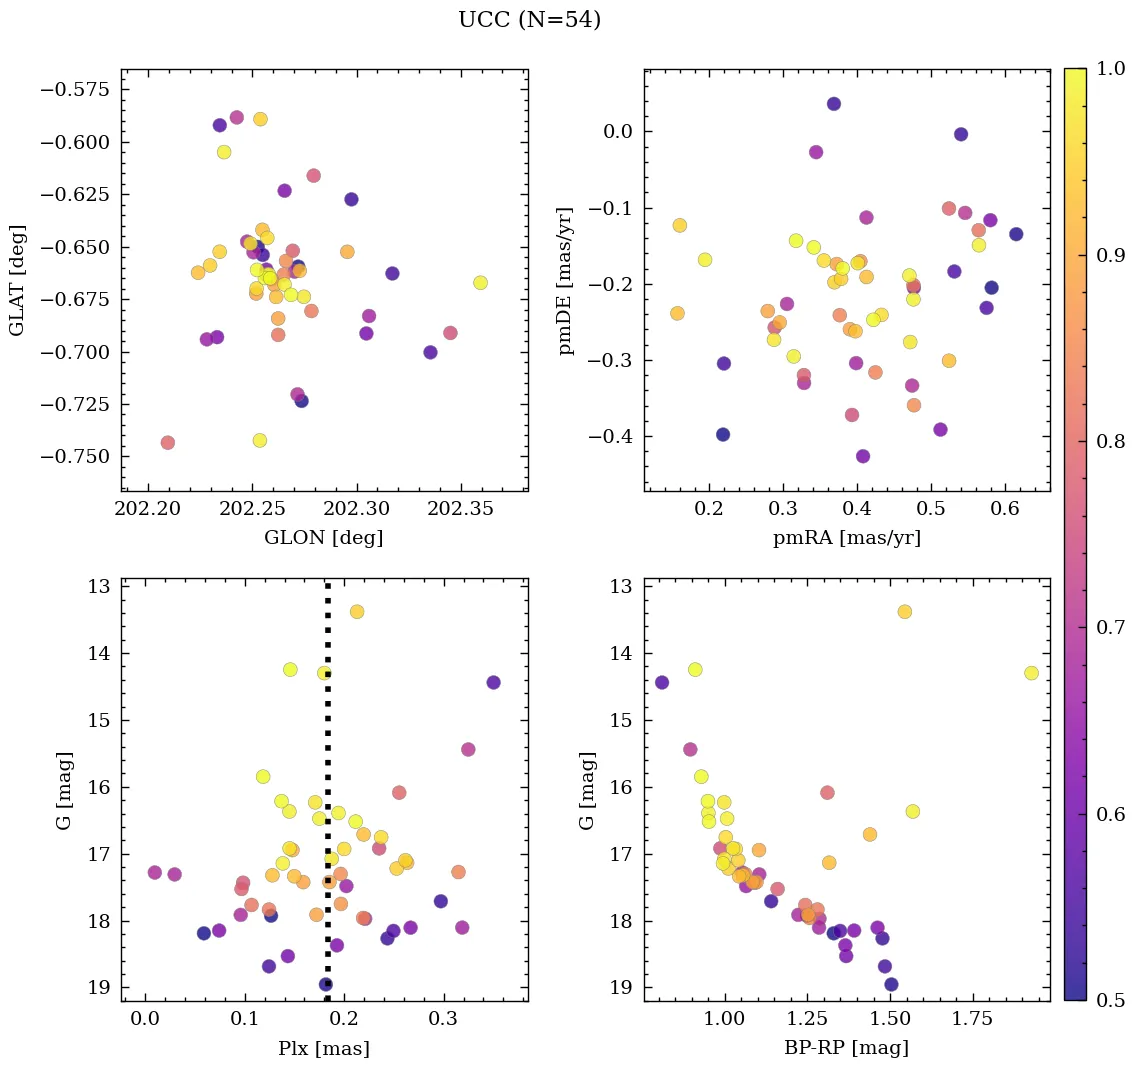 UCC (N=54)
−0.575
−0.600
−0.625
−0.650
−0.675
−0.700
−0.725
−0.750
GLAT [deg]
202.20 202.25 202.30 202.35
GLON [deg]
0.0
−0.1
−0.2
−0.3
−0.4
pmDE [mas/yr]
0.2 0.3 0.4 0.5 0.6
pmRA [mas/yr]
13
14
15
16
17
18
19
G [mag]
0.0 0.1 0.2 0.3
Plx [mas]
13
14
15
16
17
18
19
G [mag]
1.00 1.25 1.50 1.75
BP-RP [mag]
1.0
0.9
0.8
0.7
0.6
0.5